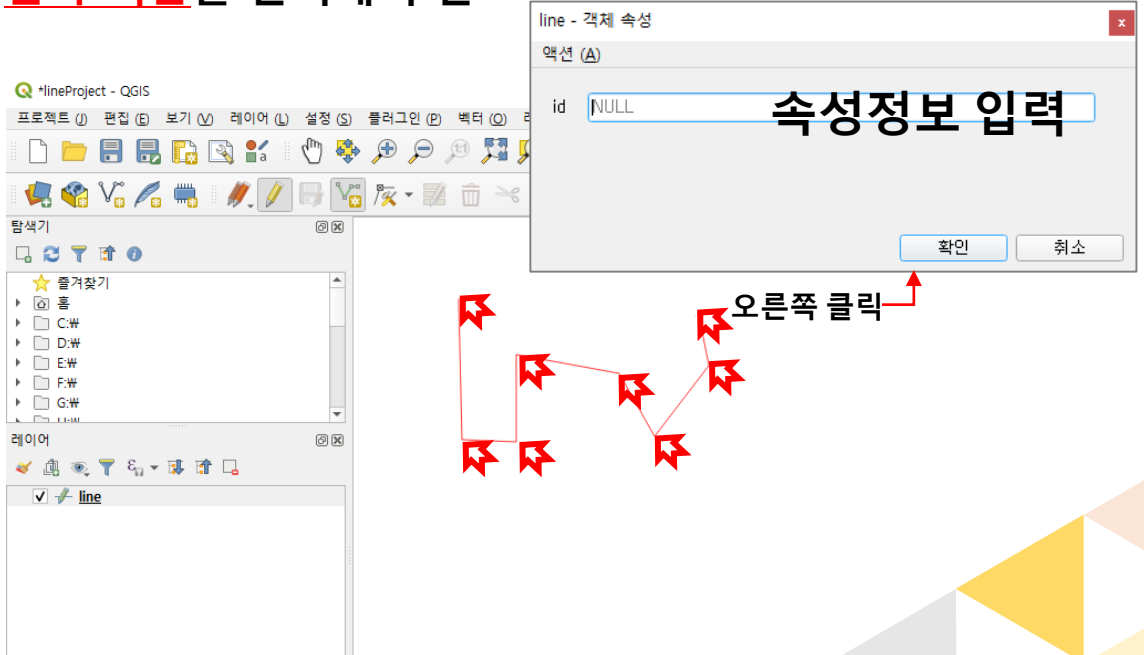 line - 객체 속성
액션 (A)
id NULL
속성정보 입력
확인 취소
*lineProject - QGIS
프로젝트 (J) 편집 (E) 보기 (V) 레이어 (L) 설정 (S) 플러그인 (P) 벡터 (O)
탐색기
즐겨찾기
홈
C:₩
D:₩
E:₩
F:₩
G:₩
오른쪽 클릭
레이어
line